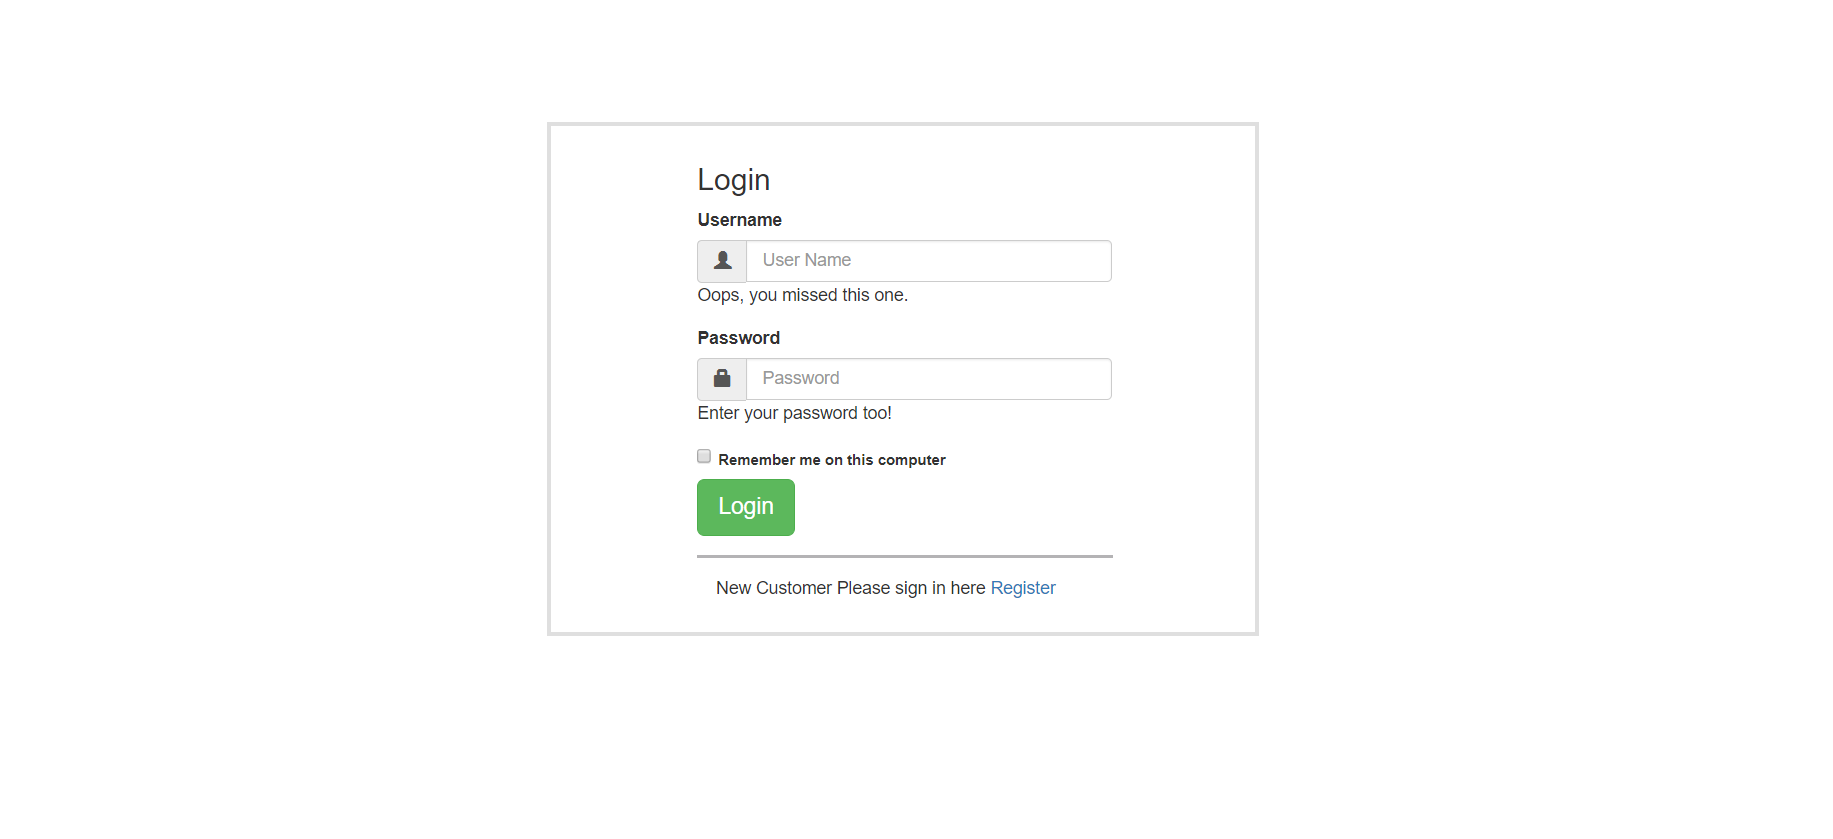 Login
Username
User Name
Oops, you missed this one.
Password
Password
Enter your password too!
Remember me on this computer
Login
New Customer Please sign in here Register